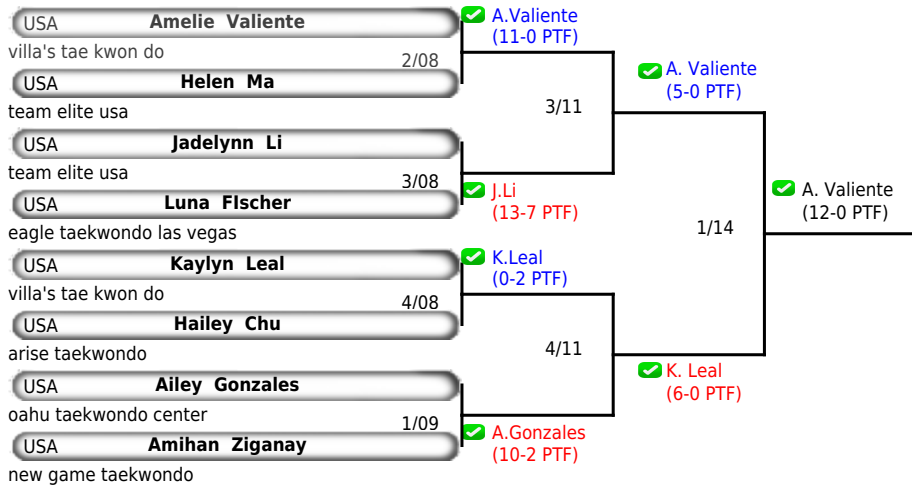 USA Amelie Valiente
villa's tae kwon do
2/08
USA Helen Ma
team elite usa
USA Jadelynn Li
team elite usa
3/08
USA Luna FIscher
eagle taekwondo las vegas
USA Kaylyn Leal
villa's tae kwon do
4/08
USA Hailey Chu
arise taekwondo
USA Ailey Gonzales
oahu taekwondo center
1/09
USA Amihan Ziganay
new game taekwondo
A.Valiente
(11-0 PTF)
3/11
J.Li
(13-7 PTF)
K.Leal
(0-2 PTF)
4/11
A.Gonzales
(10-2 PTF)
A. Valiente
(5-0 PTF)
1/14
K. Leal
(6-0 PTF)
A. Valiente
(12-0 PTF)